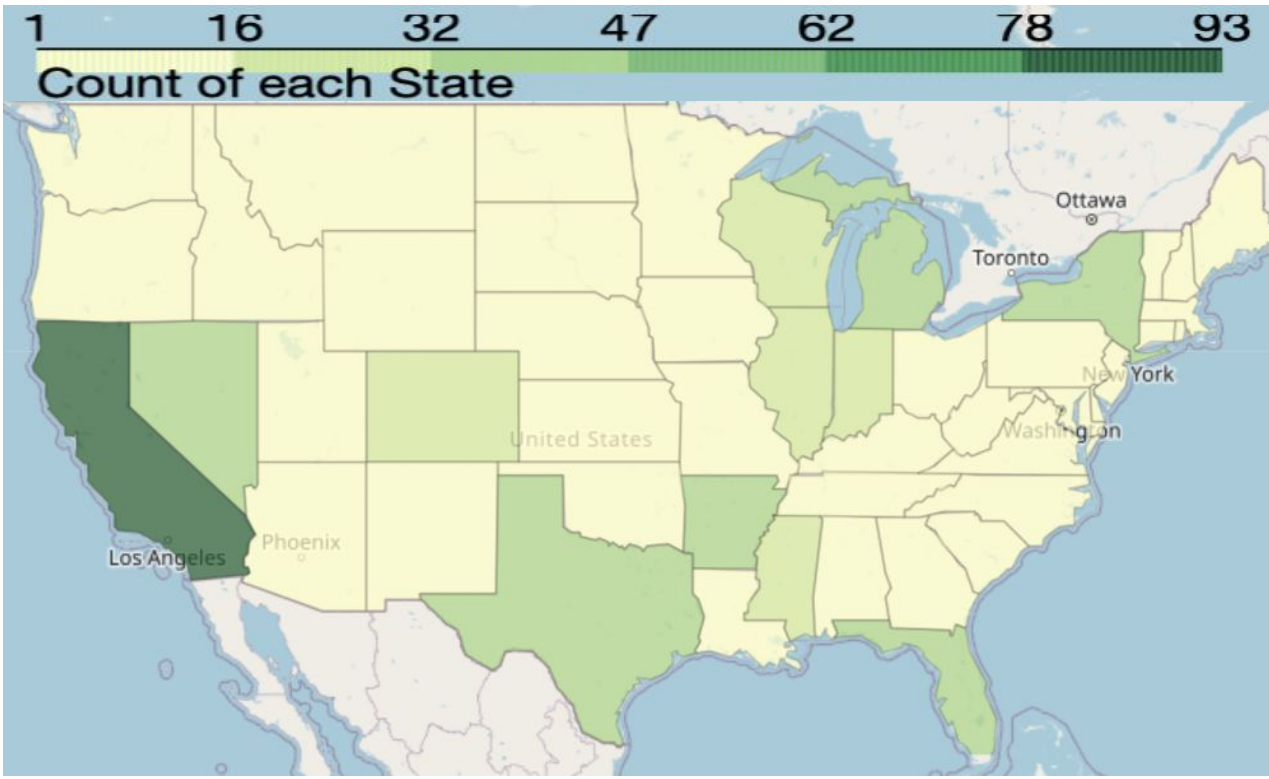 1 16 32 47 62 78 93
Count of each State
Ottawa
Toronto
New York
United States
Washington
Phoenix
Los Angeles